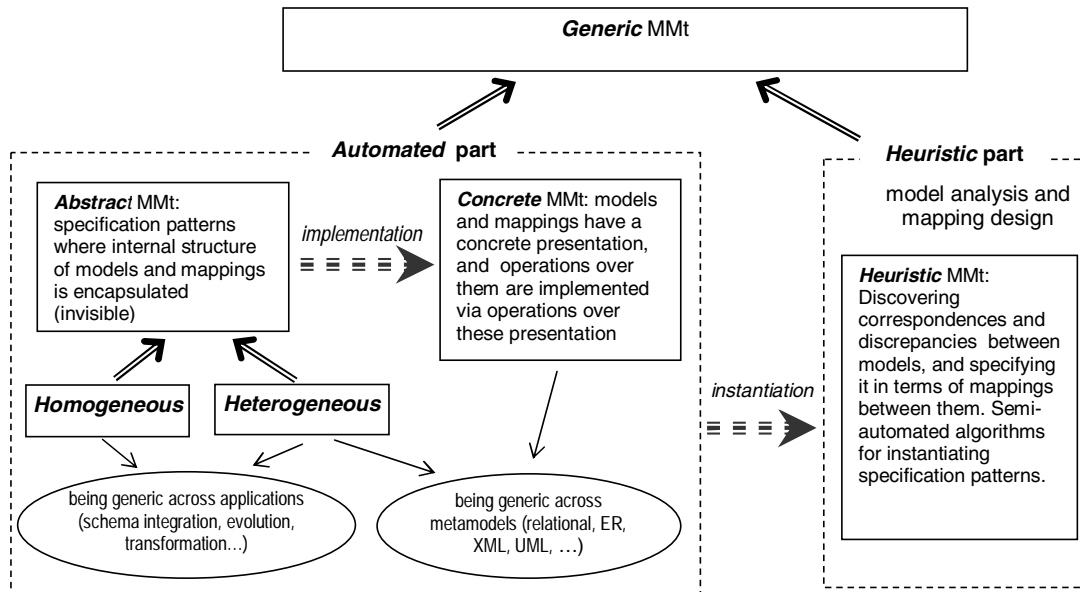 Generic MMt
Automated part
Heuristic part
Abstract MMt:
specification patterns
where internal structure
of models and mappings
is encapsulated
(invisible)
implementation
Concrete MMt: models
and mappings have a
concrete presentation,
and operations over
them are implemented
via operations over
these presentation
model analysis and
mapping design
Heuristic MMt:
Discovering
correspondences and
discrepancies between
models, and specifying
it in terms of mappings
between them. Semi-
automated algorithms
for instantiating
specification patterns.
Homogeneous
Heterogeneous
instantiation
being generic across applications
(schema integration, evolution,
transformation…)
being generic across
metamodels (relational, ER,
XML, UML, …)